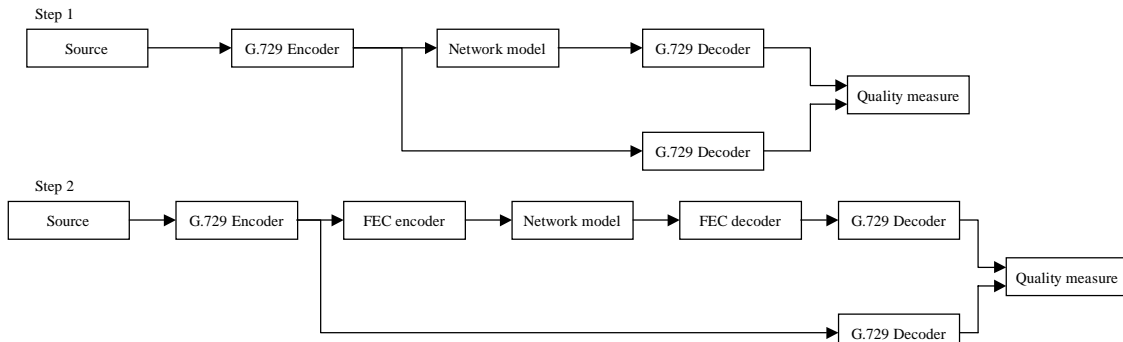 Step 1
Source
G.729 Encoder
Network model
G.729 Decoder
Quality measure
G.729 Decoder
Step 2
Source
G.729 Encoder
FEC encoder
Network model
FEC decoder
G.729 Decoder
Quality measure
G.729 Decoder